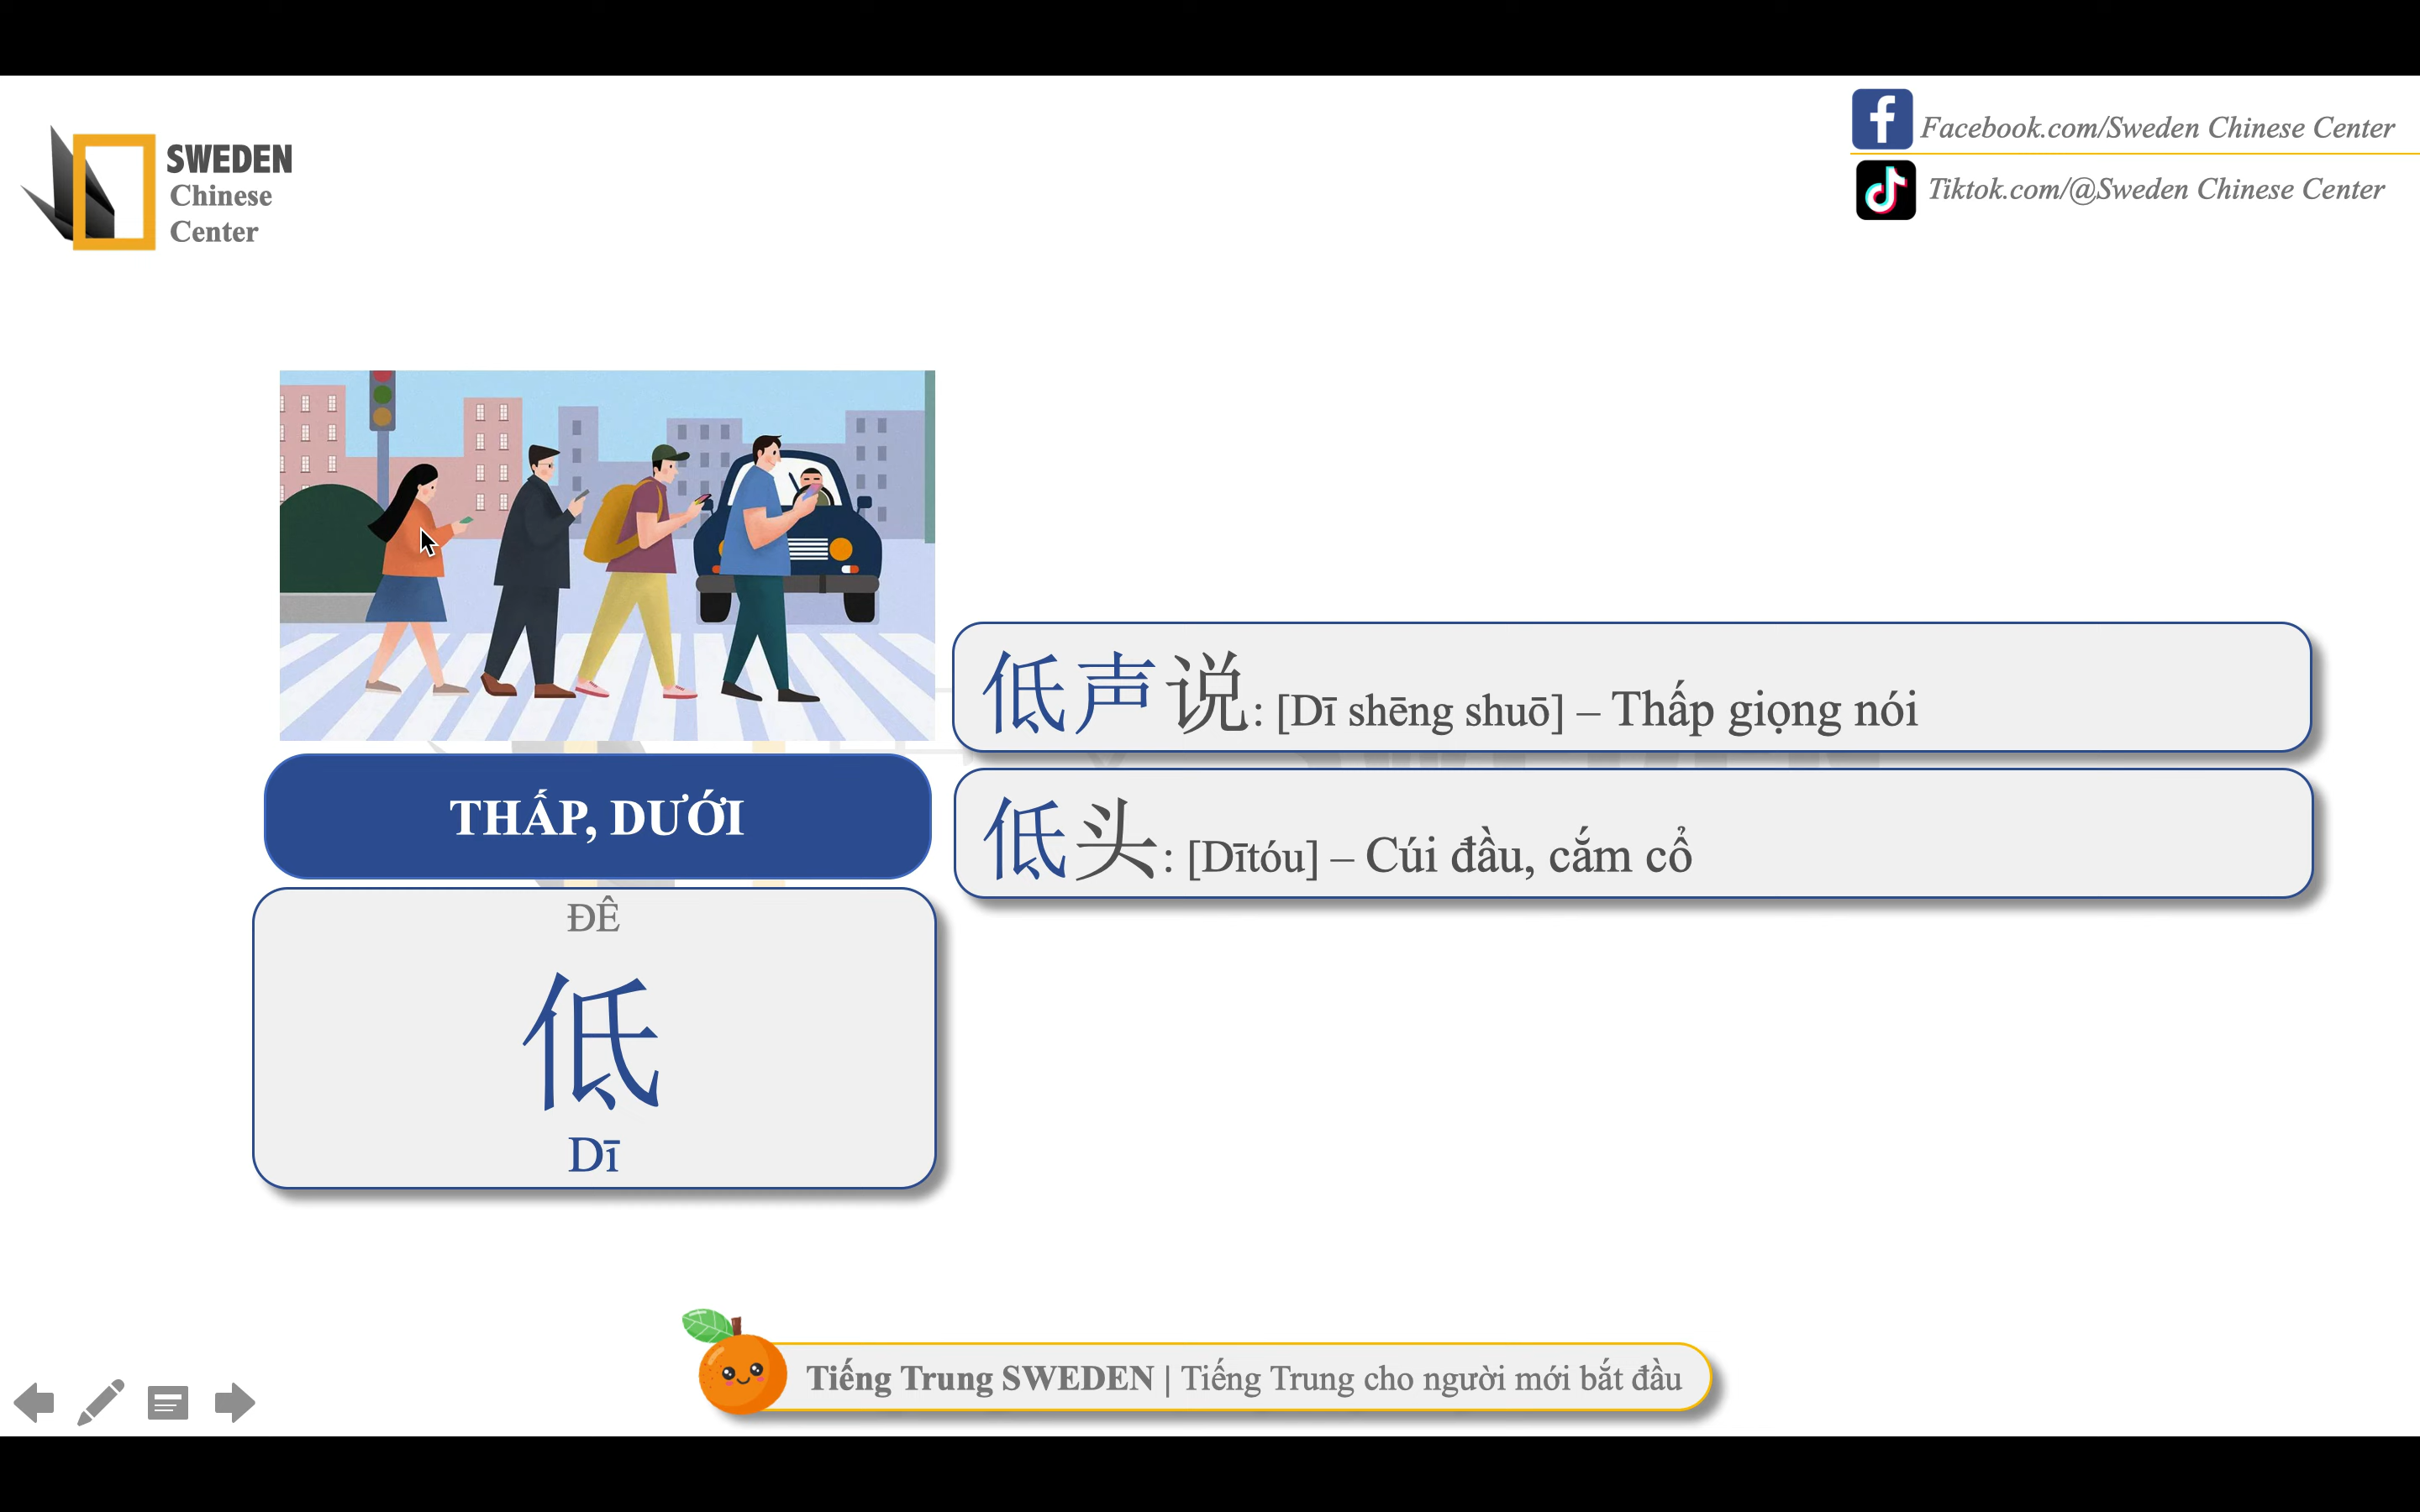 SWEDEN
Chinese
Center
Facebook.com/Sweden Chinese Center
Tiktok.com/@Sweden Chinese Center
低声说: [Dī shēng shuō] – Thấp giọng nói
低头: [Dītóu] – Cúi đầu, cắm cổ
THẤP, DƯỚI
ĐÊ
低
Dī
Tiếng Trung SWEDEN | Tiếng Trung cho người mới bắt đầu